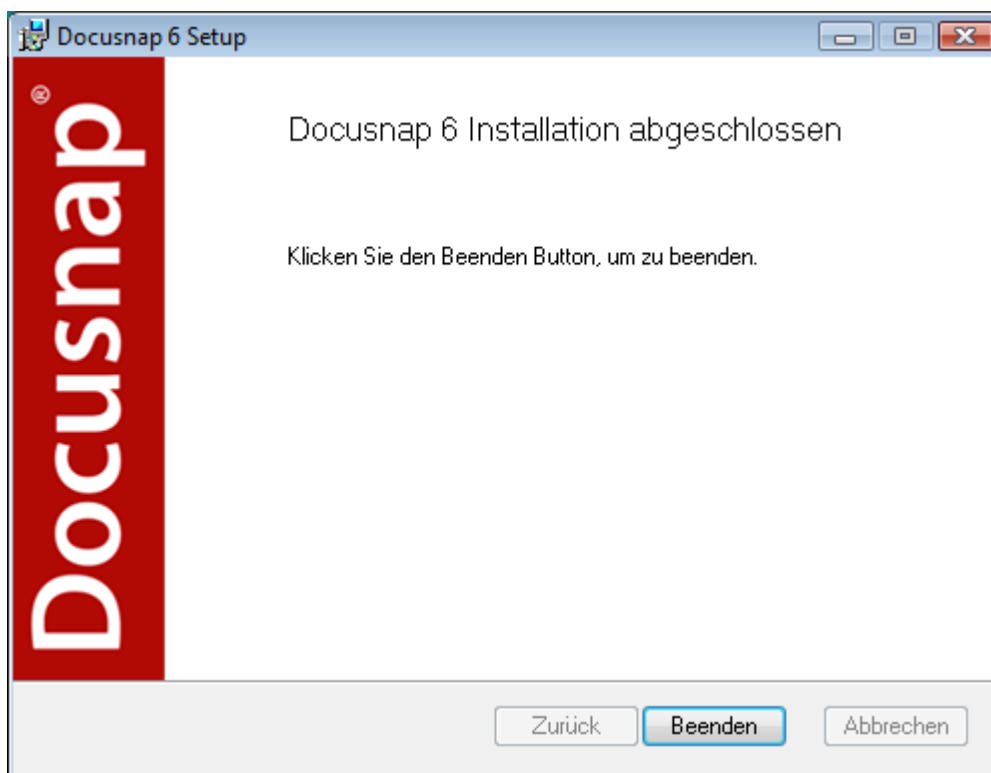 Docusnap 6 Setup
Docusnap®
Docusnap 6 Installation abgeschlossen
Klicken Sie den Beenden Button, um zu beenden.
Zurück Beenden Abbrechen